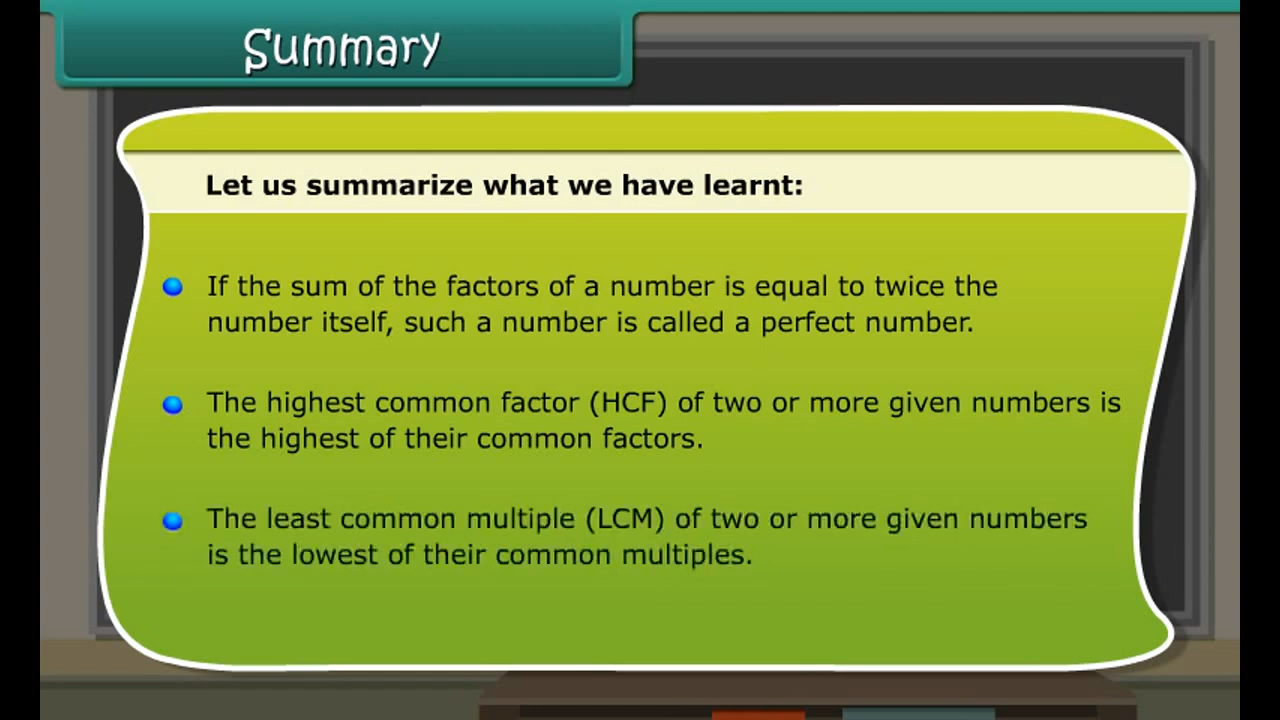 Summary
Let us summarize what we have learnt:
If the sum of the factors of a number is equal to twice the
number itself, such a number is called a perfect number.
The highest common factor (HCF) of two or more given numbers is
the highest of their common factors.
The least common multiple (LCM) of two or more given numbers
is the lowest of their common multiples.